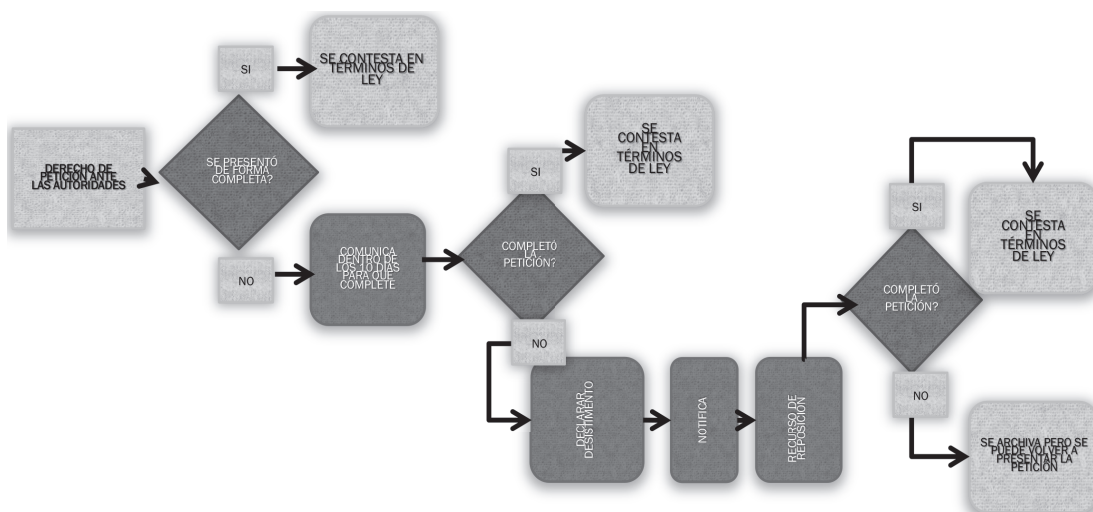 DERECHO DE
PETICIÓN ANTE
LAS AUTORIDADES
SE PRESENTÓ
DE FORMA
COMPLETA?
SI
SE CONTESTA EN
TÉRMINOS DE
LEY
NO
COMUNICA
DENTRO DE
LOS 10 DÍAS
PARA QUE
COMPLETE
COMPLETÓ
LA
PETICIÓN?
SI
SE
CONTESTA
EN
TÉRMINOS
DE LEY
NO
DECLARAR
DESISTIMENTO
NOTIFICA
RECURSO DE
REPOSICIÓN
COMPLETÓ
LA
PETICIÓN?
SI
SE
CONTESTA
EN
TÉRMINOS
DE LEY
NO
SE ARCHIVA PERO SE
PUEDE VOLVER A
PRESENTAR LA
PETICIÓN